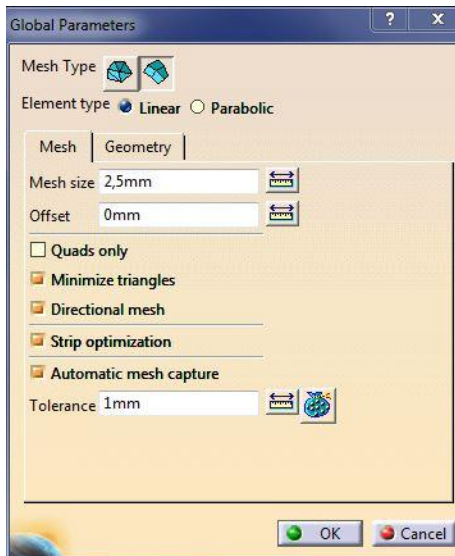 Global Parameters
? X
Mesh Type
Element type Linear Parabolic
Mesh Geometry
Mesh size 2,5mm
Offset 0mm
Quads only
Minimize triangles
Directional mesh
Strip optimization
Automatic mesh capture
Tolerance 1mm
OK Cancel